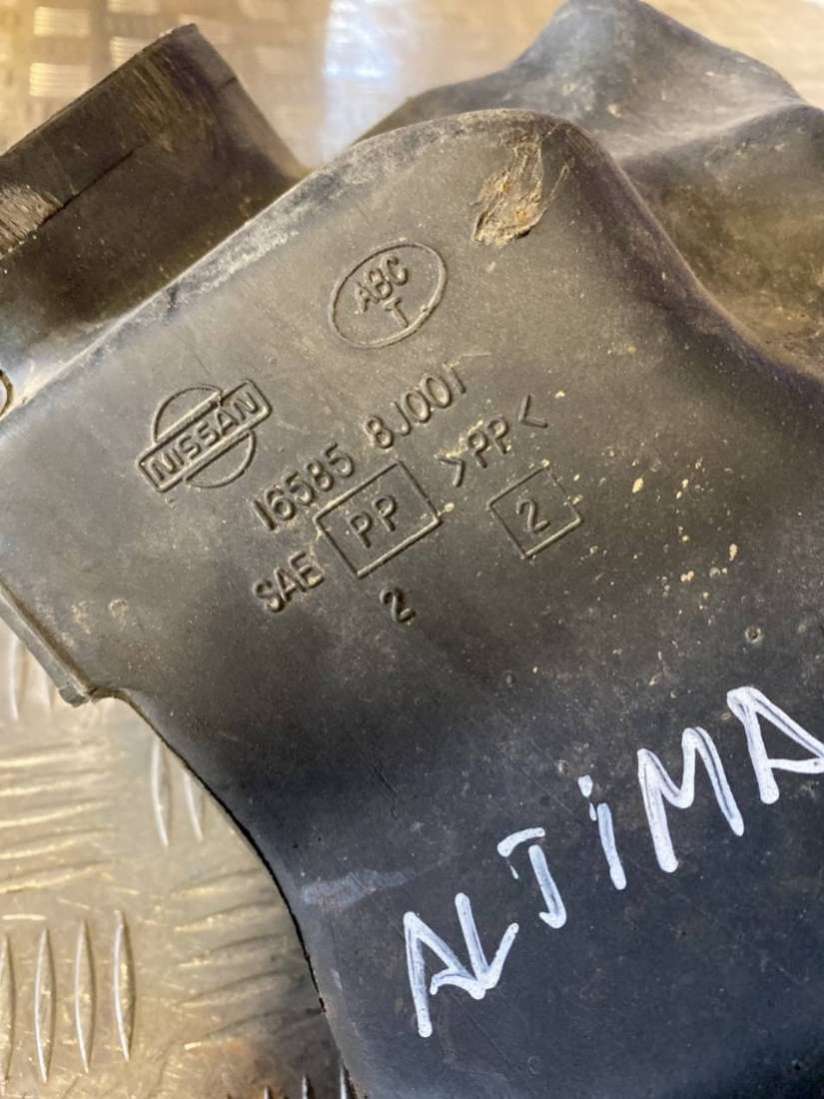 ABC
T
NISSAN
16585 8J001
SAE PP >PP<
2
2
ALTIMA